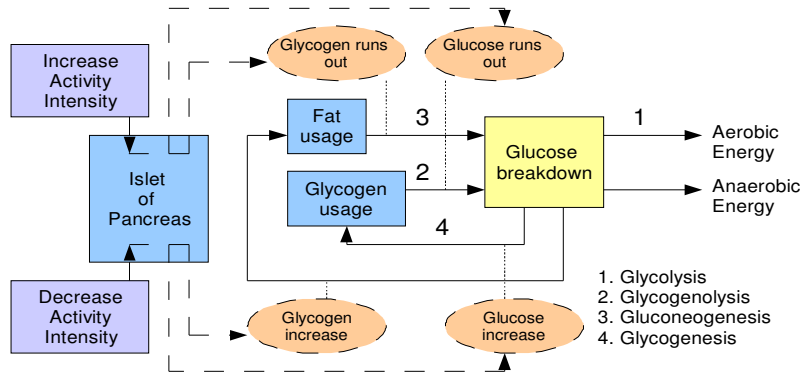 Increase
Activity
Intensity
Glycogen runs
out
Glucose runs
out
Fat
usage
3
1
Aerobic
Energy
Islet
of
Pancreas
Glycogen
usage
2
Glucose
breakdown
Anaerobic
Energy
4
Decrease
Activity
Intensity
Glycogen
increase
Glucose
increase
1. Glycolysis
2. Glycogenolysis
3. Gluconeogenesis
4. Glycogenesis